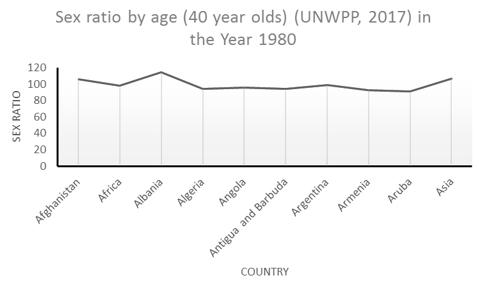 Sex ratio by age (40 year olds) (UNWPP, 2017) in
the Year 1980
120
100
80
60
40
20
0
SEX RATIO
Afghanistan
Africa
Albania
Algeria
Angola
Antigua and Barbuda
Argentina
Armenia
Aruba
Asia
COUNTRY